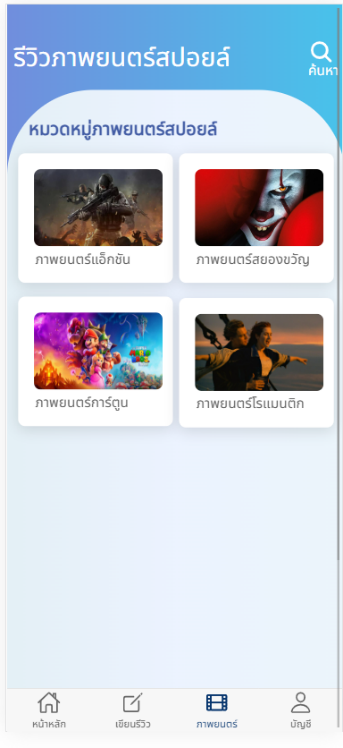 รีวิวภาพยนตร์สปอยล์
ค้นหา
หมวดหมู่ภาพยนตร์สปอยล์
ภาพยนตร์แอ็กชัน
ภาพยนตร์สยองขวัญ
ภาพยนตร์การ์ตูน
ภาพยนตร์โรแมนติก
หน้าหลัก
เขียนรีวิว
ภาพยนตร์
บัญชี